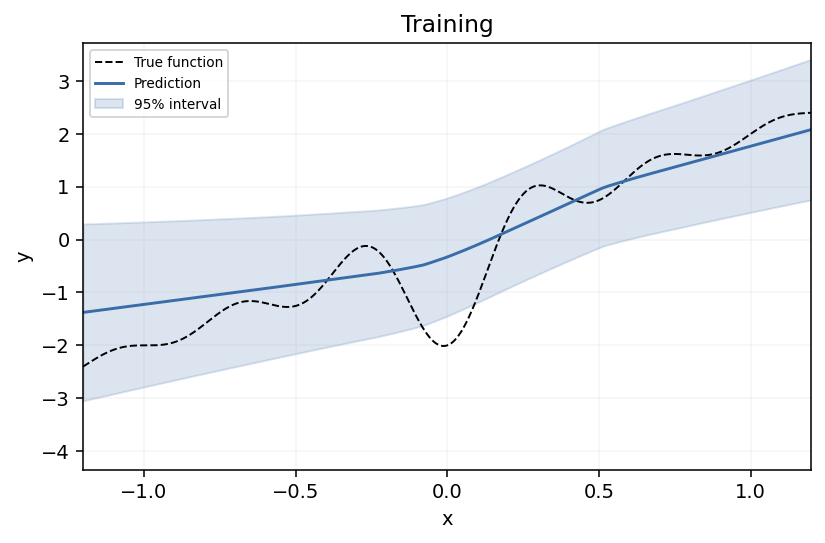 Training
True function
Prediction
95% interval
3
2
1
0
−1
−2
−3
−4
y
−1.0
−0.5
0.0
0.5
1.0
x